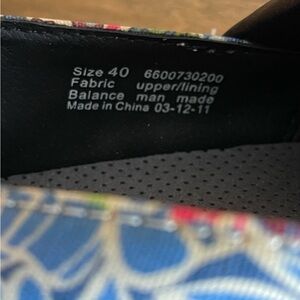 Size 40 6600730200
Fabric upper/lining
Balance man made
Made in China 03-12-11